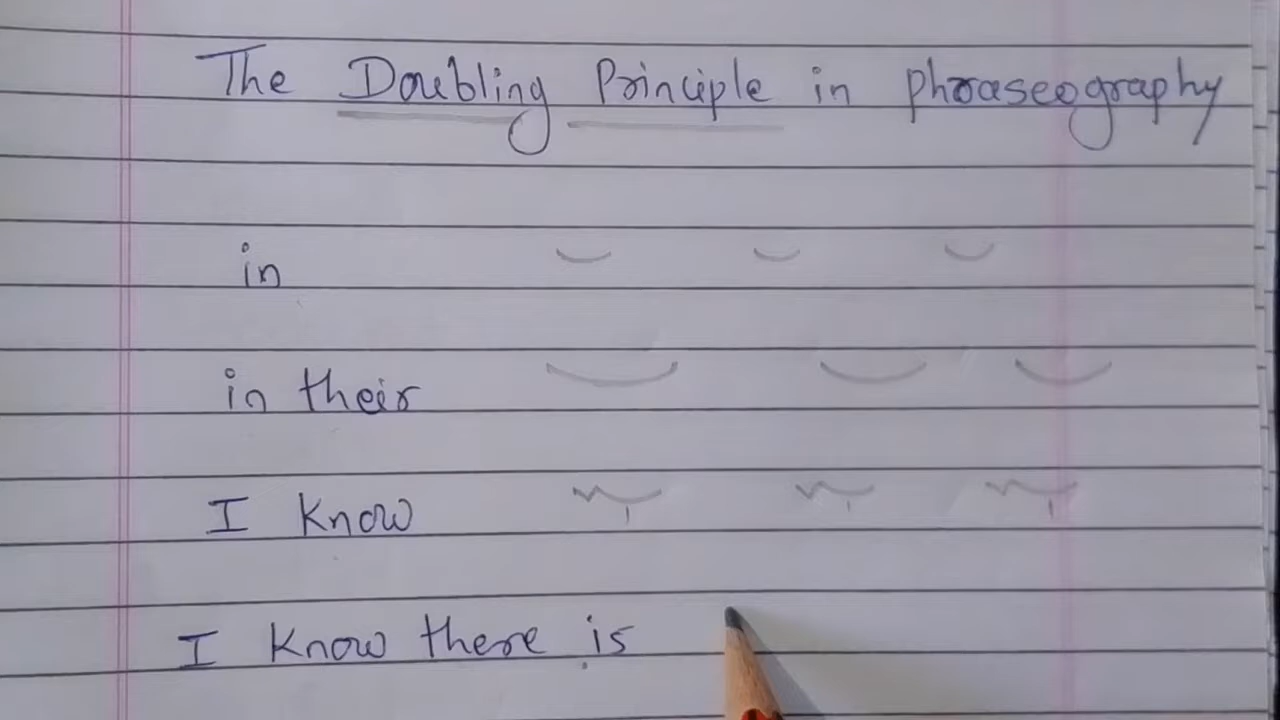 The Doubling Principle in phraseography
in
in their
I know
I know there is